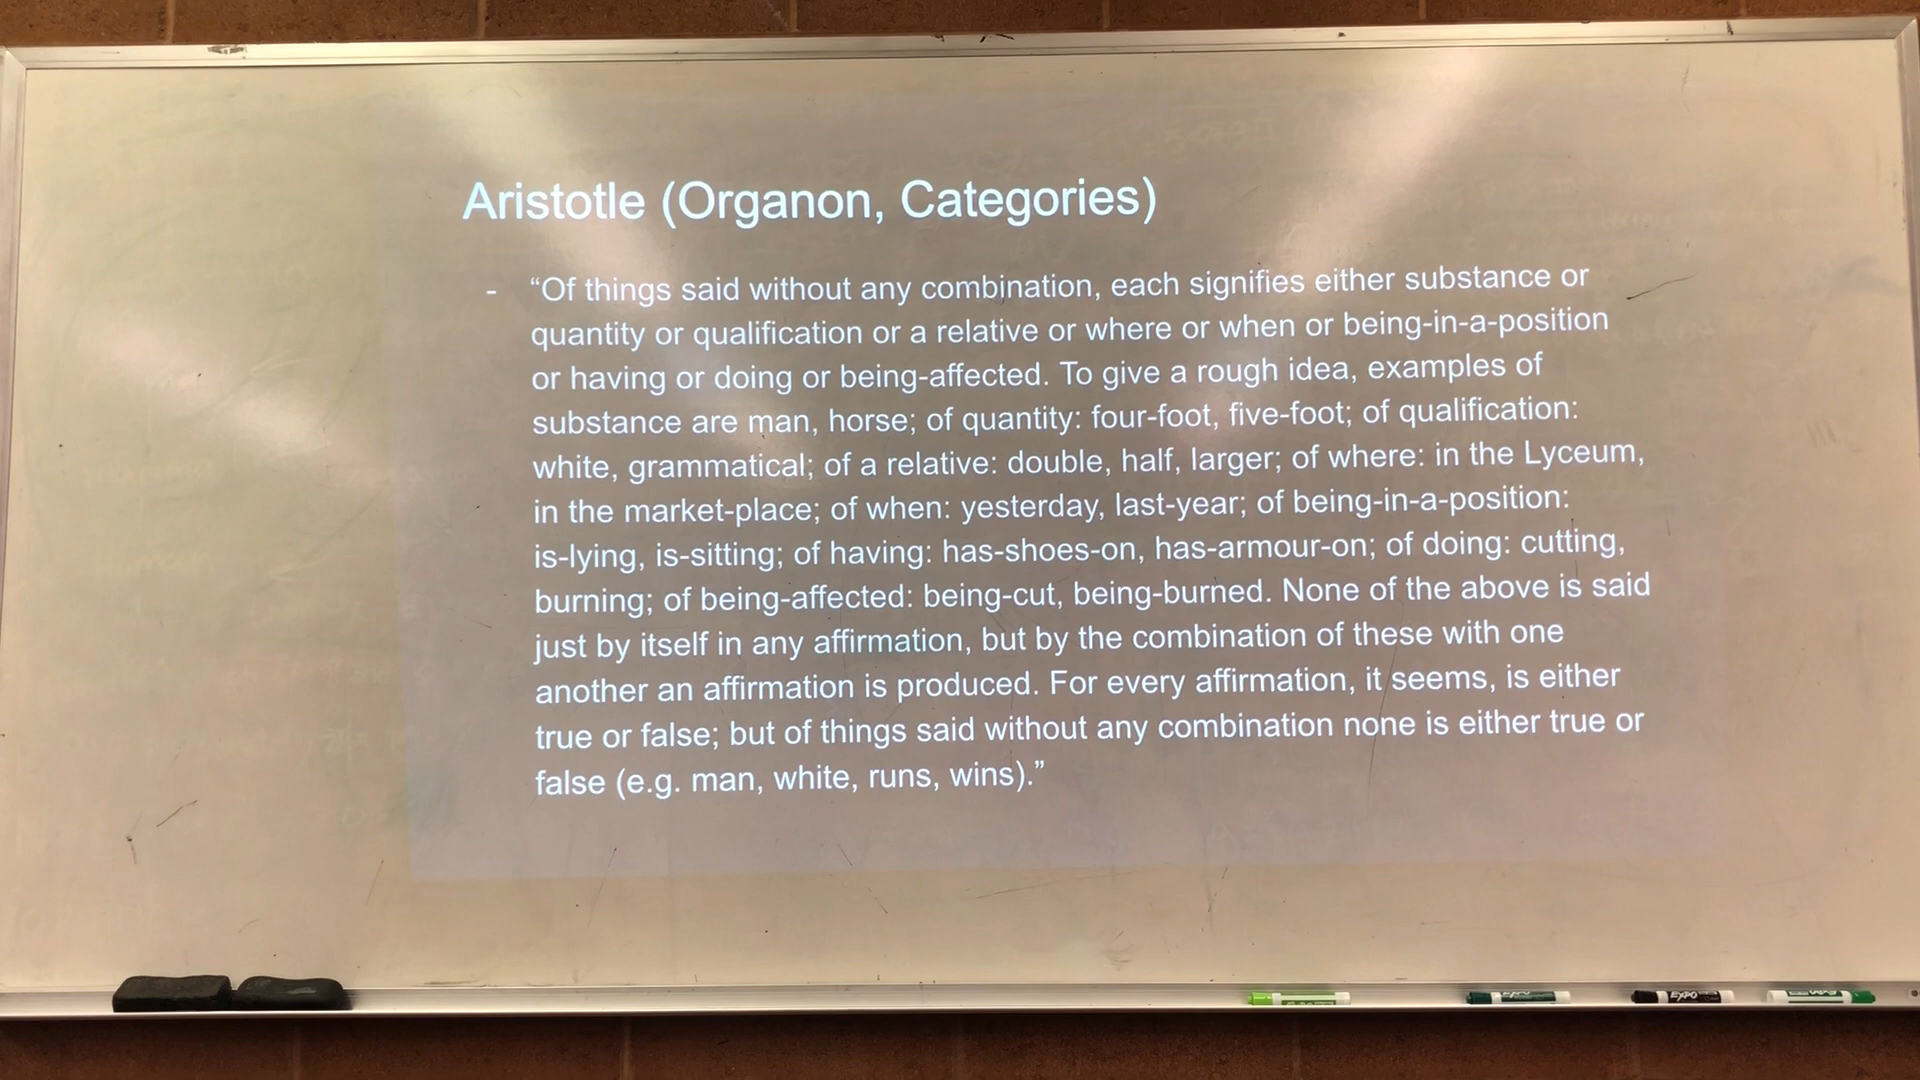 Aristotle (Organon, Categories)
- “Of things said without any combination, each signifies either substance or
quantity or qualification or a relative or where or when or being-in-a-position
or having or doing or being-affected. To give a rough idea, examples of
substance are man, horse; of quantity: four-foot, five-foot; of qualification:
white, grammatical; of a relative: double, half, larger; of where: in the Lyceum,
in the market-place; of when: yesterday, last-year; of being-in-a-position:
is-lying, is-sitting; of having: has-shoes-on, has-armour-on; of doing: cutting,
burning; of being-affected: being-cut, being-burned. None of the above is said
just by itself in any affirmation, but by the combination of these with one
another an affirmation is produced. For every affirmation, it seems, is either
true or false; but of things said without any combination none is either true or
false (e.g. man, white, runs, wins).”
EXPO